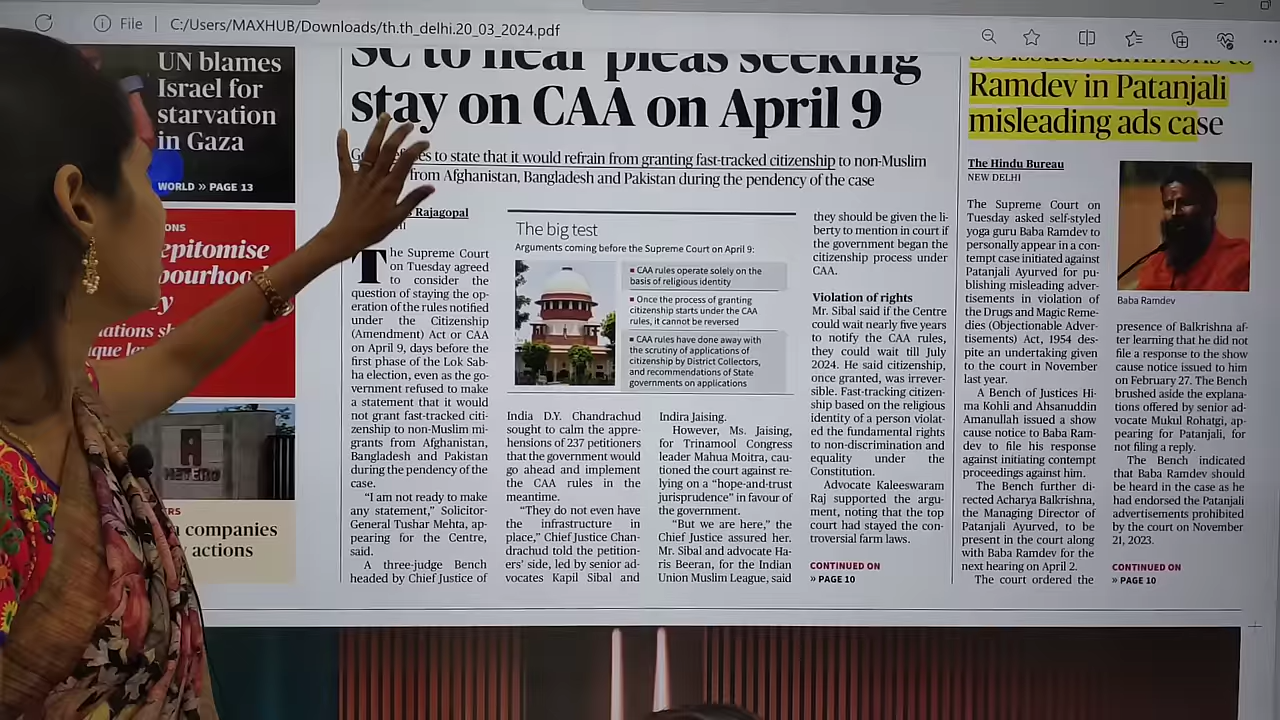 File | C:/Users/MAXHUB/Downloads/th.th_delhi.20_03_2024.pdf
UN blames
Israel for
starvation
in Gaza
WORLD » PAGE 13
epitomise
companies
actions
SC to hear pleas seeking
stay on CAA on April 9
to state that it would refrain from granting fast-tracked citizenship to non-Muslim
from Afghanistan, Bangladesh and Pakistan during the pendency of the case
Rajagopal
The Supreme Court
on Tuesday agreed
to consider the
question of staying the op-
eration of the rules notified
under the Citizenship
(Amendment) Act or CAA
on April 9, days before the
first phase of the Lok Sab-
ha election, even as the go-
vernment refused to make
a statement that it would
not grant fast-tracked citi-
zenship to non-Muslim mi-
grants from Afghanistan,
Bangladesh and Pakistan
during the pendency of the
case.
“I am not ready to make
any statement,” Solicitor-
General Tushar Mehta, ap-
pearing for the Centre,
said.
A three-judge Bench
headed by Chief Justice of
The big test
Arguments coming before the Supreme Court on April 9:
■ CAA rules operate solely on the
basis of religious identity
■ Once the process of granting
citizenship starts under the CAA
rules, it cannot be reversed
■ CAA rules have done away with
the scrutiny of applications of
citizenship by District Collectors,
and recommendations of State
governments on applications
India D.Y. Chandrachud
sought to calm the appre-
hensions of 237 petitioners
that the government would
go ahead and implement
the CAA rules in the
meantime.
“They do not even have
the infrastructure in
place,” Chief Justice Chan-
drachud told the petition-
ers’ side, led by senior ad-
vocates Kapil Sibal and
Indira Jaising.
However, Ms. Jaising,
for Trinamool Congress
leader Mahua Moitra, cau-
tioned the court against re-
lying on a “hope-and-trust
jurisprudence” in favour of
the government.
“But we are here,” the
Chief Justice assured her.
Mr. Sibal and advocate Ha-
ris Beeran, for the Indian
Union Muslim League, said
they should be given the li-
berty to mention in court if
the government began the
citizenship process under
CAA.
Violation of rights
Mr. Sibal said if the Centre
could wait nearly five years
to notify the CAA rules,
they could wait till July
2024. He said citizenship,
once granted, was irrever-
sible. Fast-tracking citizen-
ship based on the religious
identity of a person violat-
ed the fundamental rights
to non-discrimination and
equality under the
Constitution.
Advocate Kaleeswaram
Raj supported the argu-
ment, noting that the top
court had stayed the con-
troversial farm laws.
CONTINUED ON
» PAGE 10
SC issues summons to
Ramdev in Patanjali
misleading ads case
The Hindu Bureau
NEW DELHI
The Supreme Court on
Tuesday asked self-styled
yoga guru Baba Ramdev to
personally appear in a con-
tempt case initiated against
Patanjali Ayurved for pu-
blishing misleading adver-
tisements in violation of
the Drugs and Magic Reme-
dies (Objectionable Adver-
tisements) Act, 1954 des-
pite an undertaking given
to the court in November
last year.
A Bench of Justices Hi-
ma Kohli and Ahsanuddin
Amanullah issued a show
cause notice to Baba Ram-
dev to file his response
against initiating contempt
proceedings against him.
The Bench further di-
rected Acharya Balkrishna,
the Managing Director of
Patanjali Ayurved, to be
present in the court along
with Baba Ramdev for the
next hearing on April 2.
The court ordered the
Baba Ramdev
presence of Balkrishna af-
ter learning that he did not
file a response to the show
cause notice issued to him
on February 27. The Bench
brushed aside the expla-
nations offered by senior ad-
vocate Mukul Rohatgi, ap-
pearing for Patanjali, for
not filing a reply.
The Bench indicated
that Baba Ramdev should
be heard in the case as he
had endorsed the Patanjali
advertisements prohibited
by the court on November
21, 2023.
CONTINUED ON
» PAGE 10